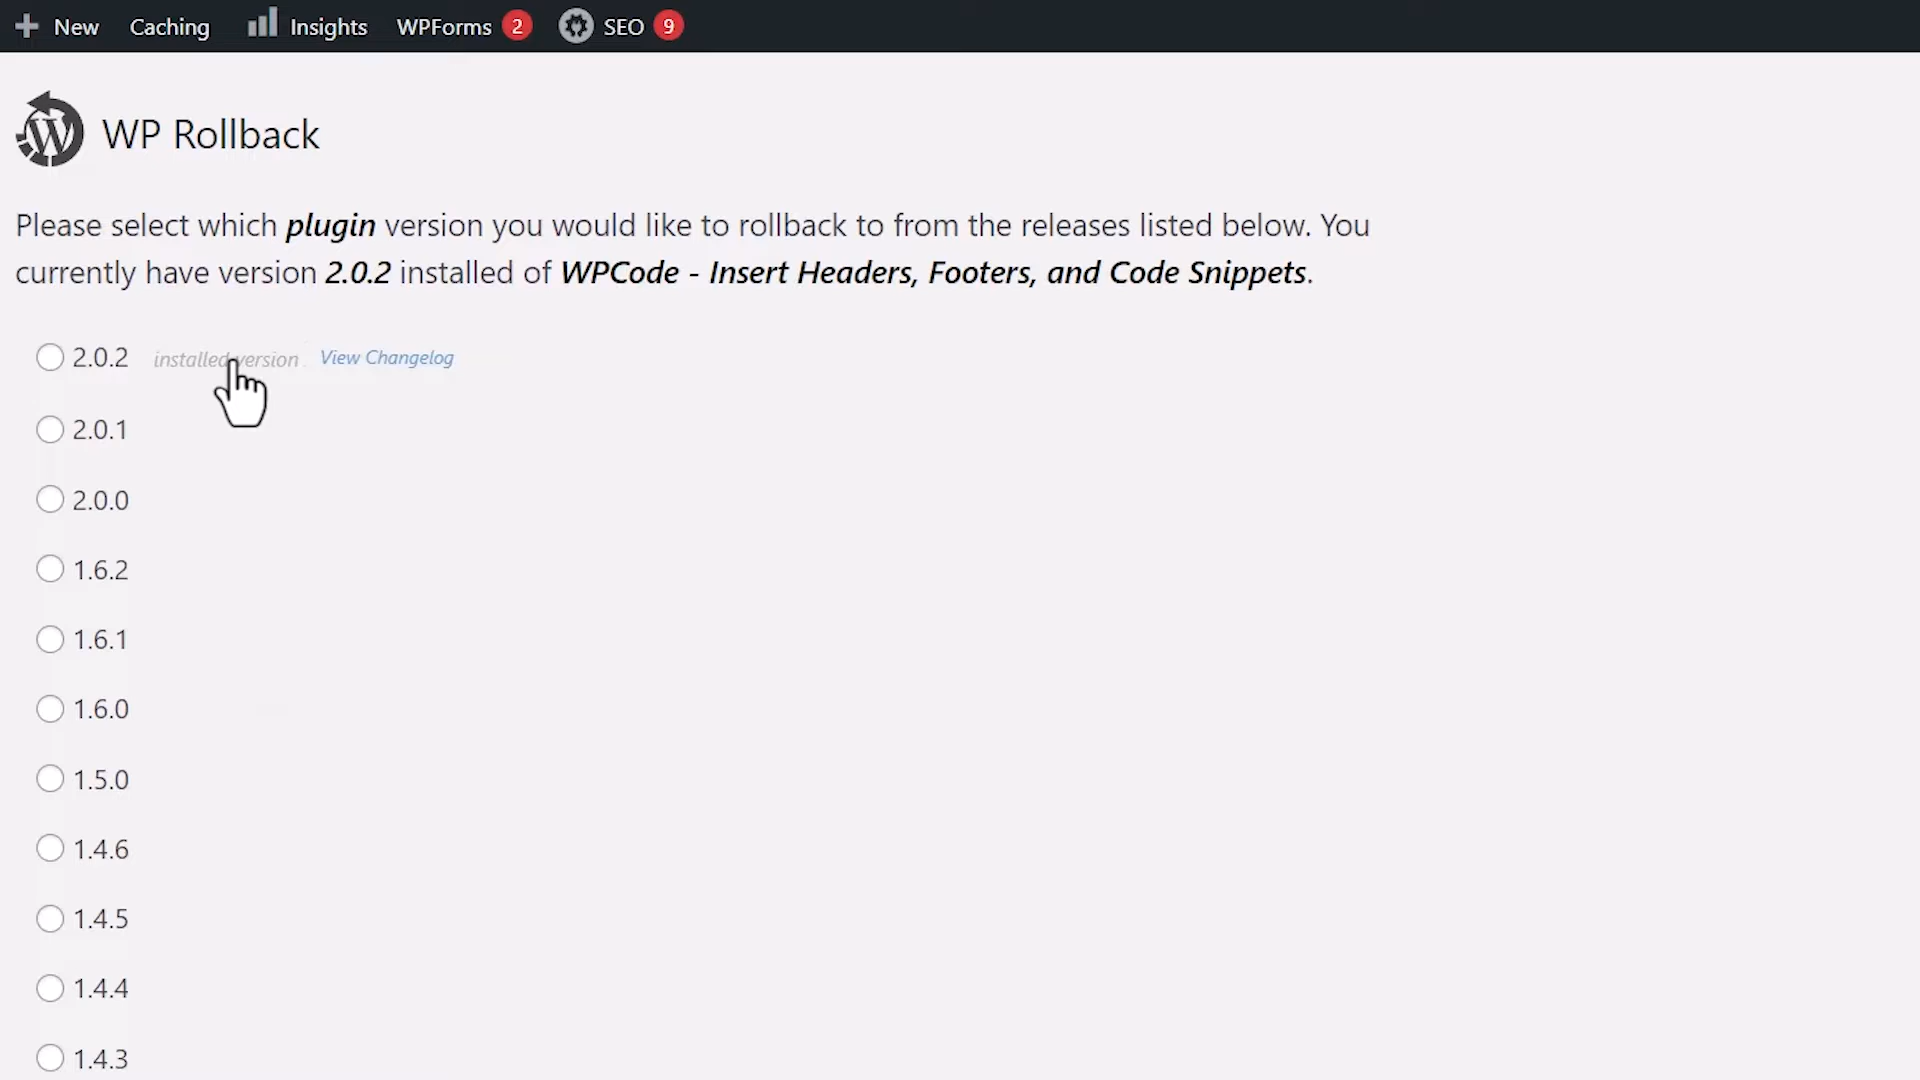 New Caching Insights WPForms 2 SEO 9
WP Rollback
Please select which plugin version you would like to rollback to from the releases listed below. You
currently have version 2.0.2 installed of WPCode - Insert Headers, Footers, and Code Snippets.
2.0.2 installed version View Changelog
2.0.1
2.0.0
1.6.2
1.6.1
1.6.0
1.5.0
1.4.6
1.4.5
1.4.4
1.4.3